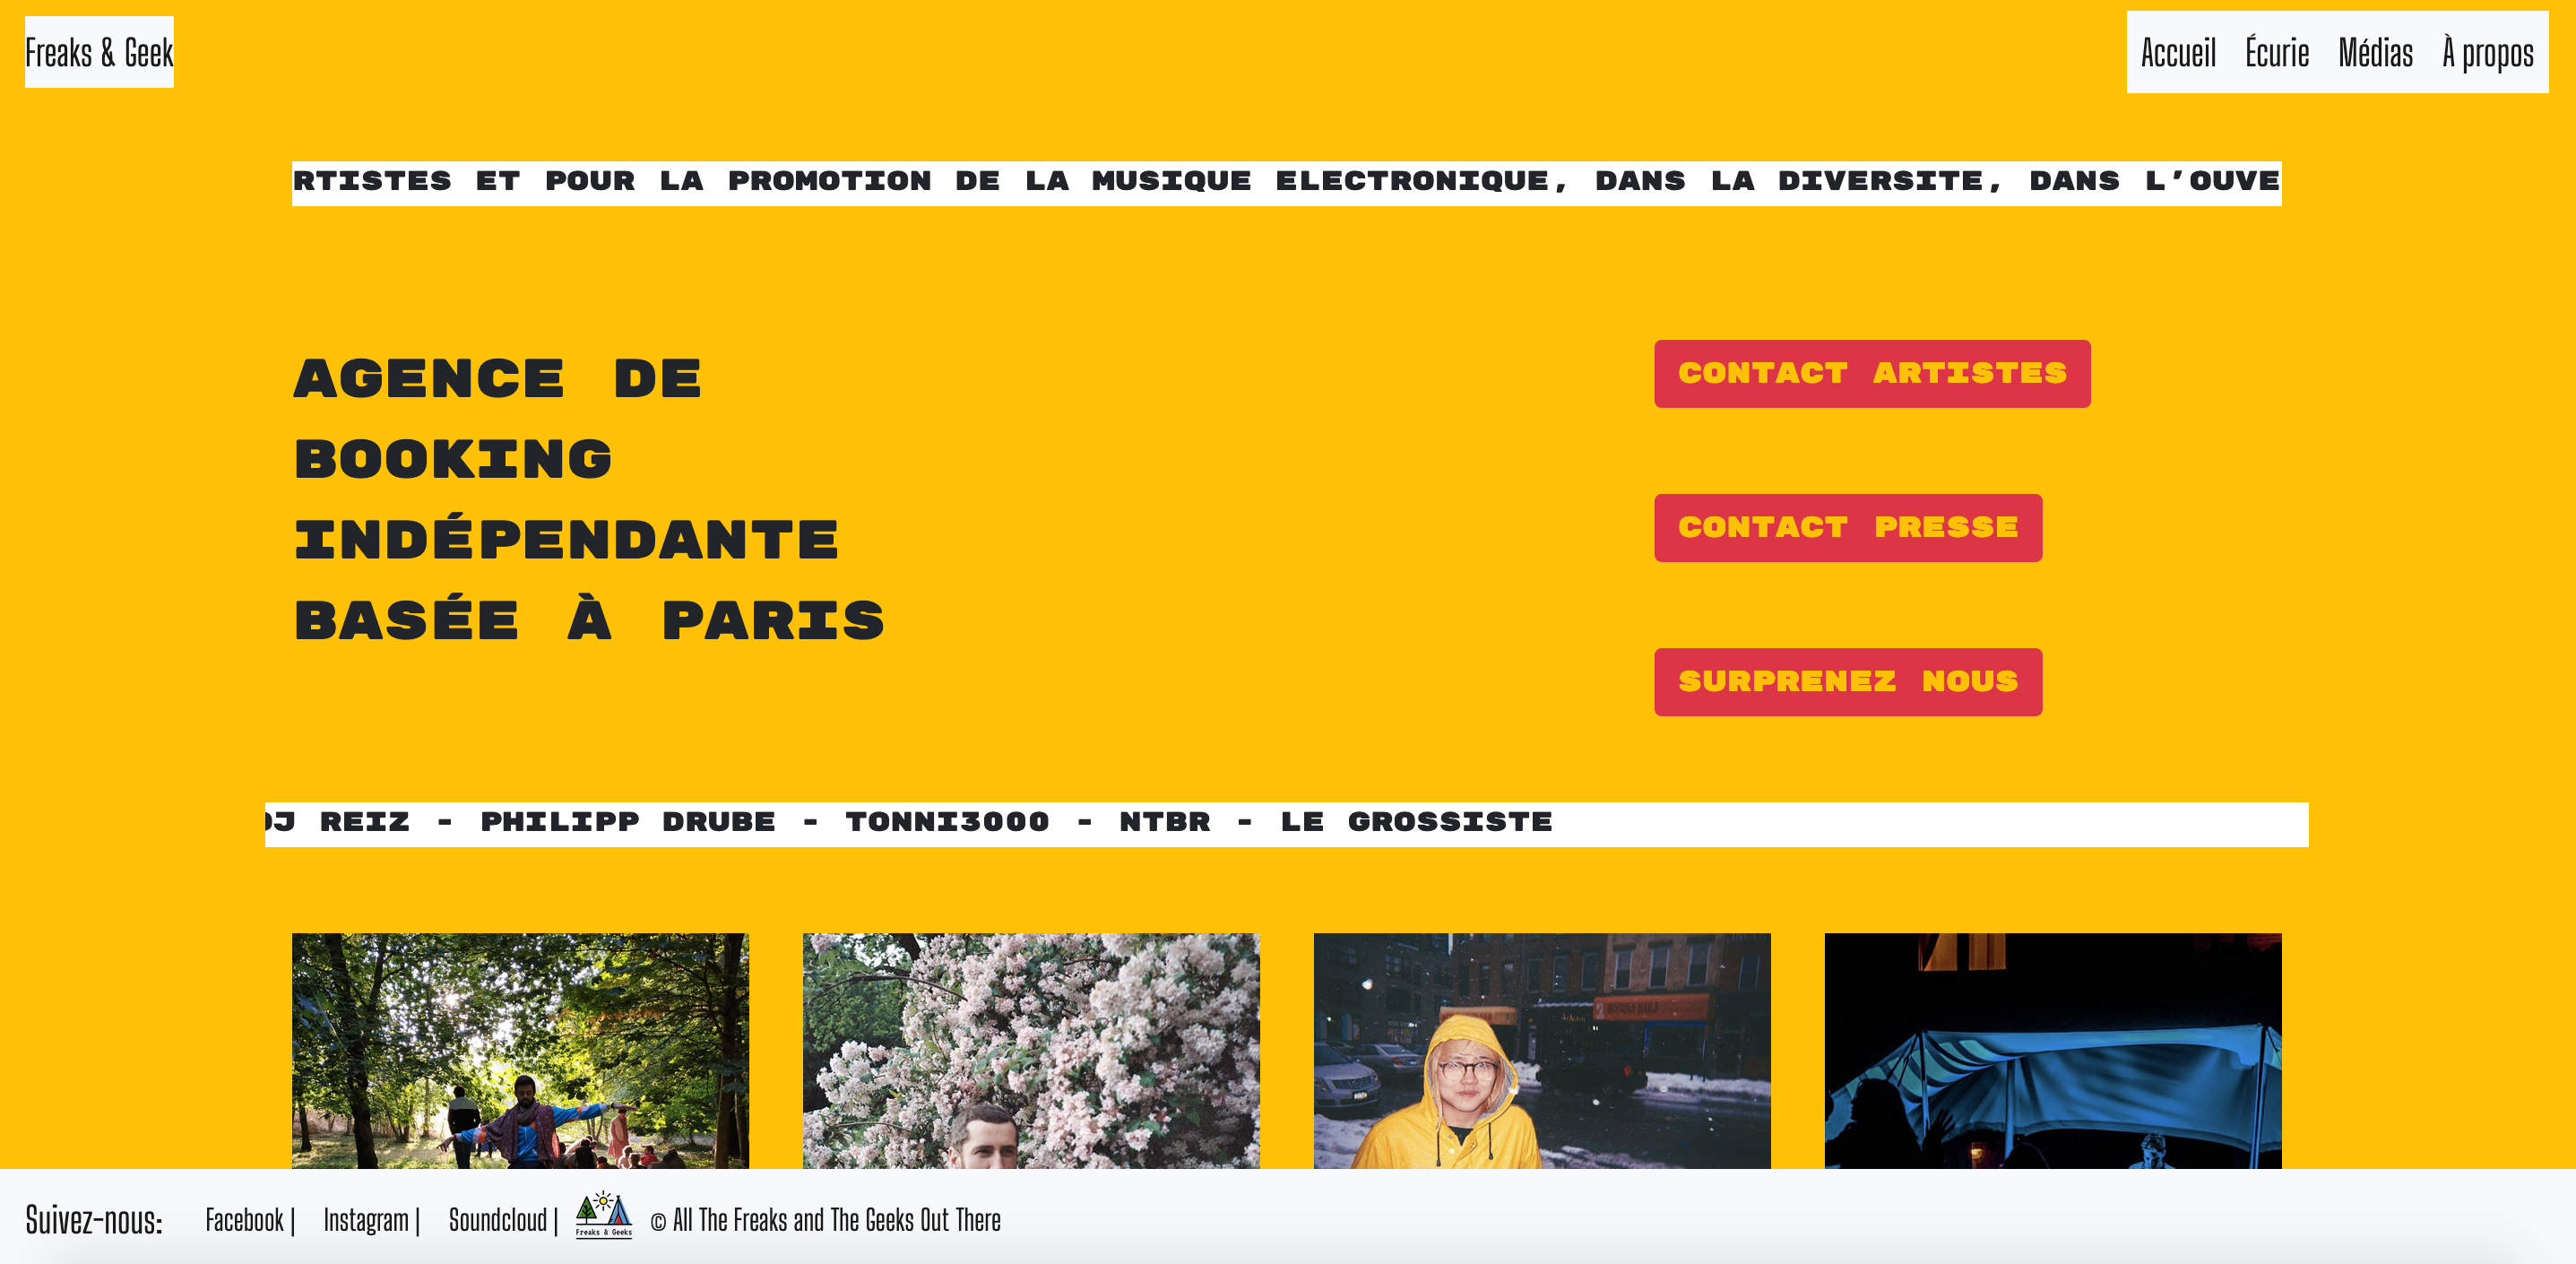 Freaks & Geek
Accueil Écurie Médias À propos
RTISTES ET POUR LA PROMOTION DE LA MUSIQUE ELECTRONIQUE, DANS LA DIVERSITE, DANS L'OUVE
AGENCE DE
BOOKING
INDÉPENDANTE
BASÉE À PARIS
CONTACT ARTISTES
CONTACT PRESSE
SURPRENEZ NOUS
DJ REIZ - PHILIPP DRUBE - TONNI3000 - NTBR - LE GROSSISTE
Suivez-nous: Facebook | Instagram | Soundcloud | Freaks & Geeks © All The Freaks and The Geeks Out There